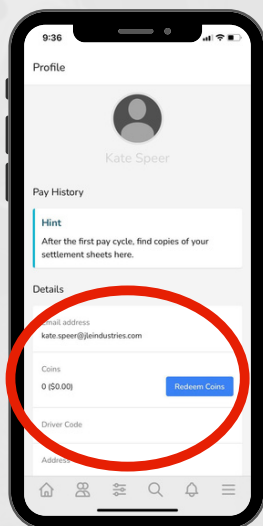 9:36
Profile
Kate Speer
Pay History
Hint
After the first pay cycle, find copies of your
settlement sheets here.
Details
Email address
kate.speer@jleindustries.com
Coins
0 ($0.00)
Redeem Coins
Driver Code
Address